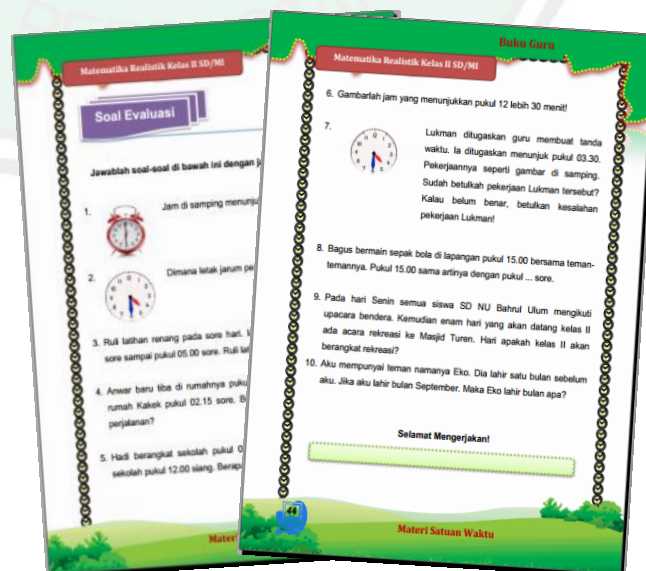 Matematika Realistik Kelas II SD/MI
Soal Evaluasi
Jawablah soal-soal di bawah ini dengan
1. Jam di samping
2. Dimana letak jarum
3. Ruli latihan renang pada sore hari.
sore sampai pukul 05.00 sore. Ruli
4. Anwar baru tiba di rumahnya
rumah Kakek pukul 02.15 sore.
perjalanan?
5. Hadi berangkat sekolah pukul
sekolah pukul 12.00 siang.
Buku Guru
Matematika Realistik Kelas II SD/MI
6. Gambarlah jam yang menunjukkan pukul 12 lebih 30 menit!
7. Lukman ditugaskan guru membuat tanda
waktu. Ia ditugaskan menunjuk pukul 03.30.
Pekerjaannya seperti gambar di samping.
Sudah betulkah pekerjaan Lukman tersebut?
Kalau belum benar, betulkan kesalahan
pekerjaan Lukman!
8. Bagus bermain sepak bola di lapangan pukul 15.00 bersama teman-
temannya. Pukul 15.00 sama artinya dengan pukul ... sore.
9. Pada hari Senin semua siswa SD NU Bahrul Ulum mengikuti
upacara bendera. Kemudian enam hari yang akan datang kelas II
ada acara rekreasi ke Masjid Turen. Hari apakah kelas II akan
berangkat rekreasi?
10. Aku mempunyai teman namanya Eko. Dia lahir satu bulan sebelum
aku. Jika aku lahir bulan September. Maka Eko lahir bulan apa?
Selamat Mengerjakan!
44
Materi Satuan Waktu